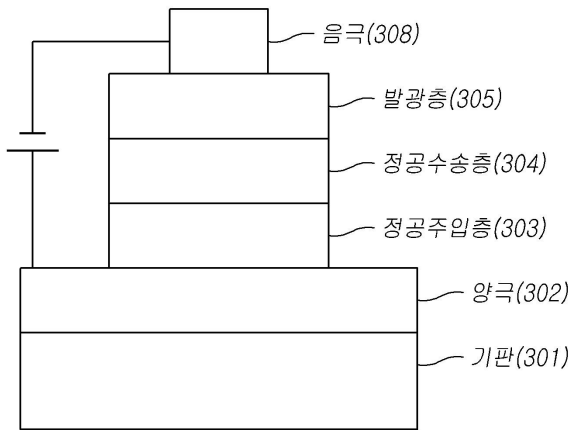 음극(308)
발광층(305)
정공수송층(304)
정공주입층(303)
양극(302)
기판(301)